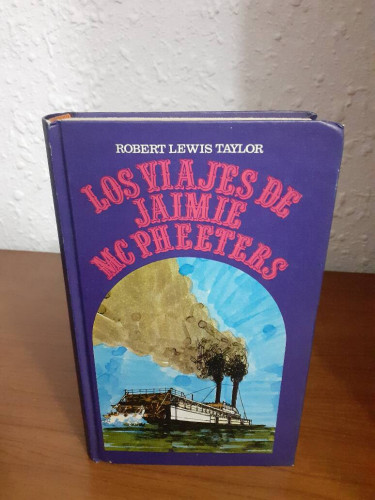 ROBERT LEWIS TAYLOR
LOS VIAJES DE
JAIMIE
MC PHEETERS